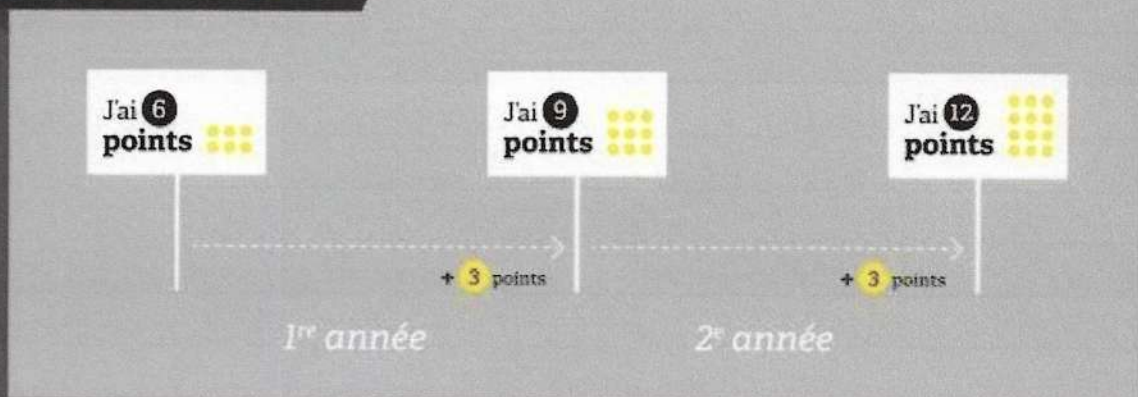 J'ai 6
points
J'ai 9
points
J'ai 12
points
+ 3 points
+ 3 points
1re année
2e année